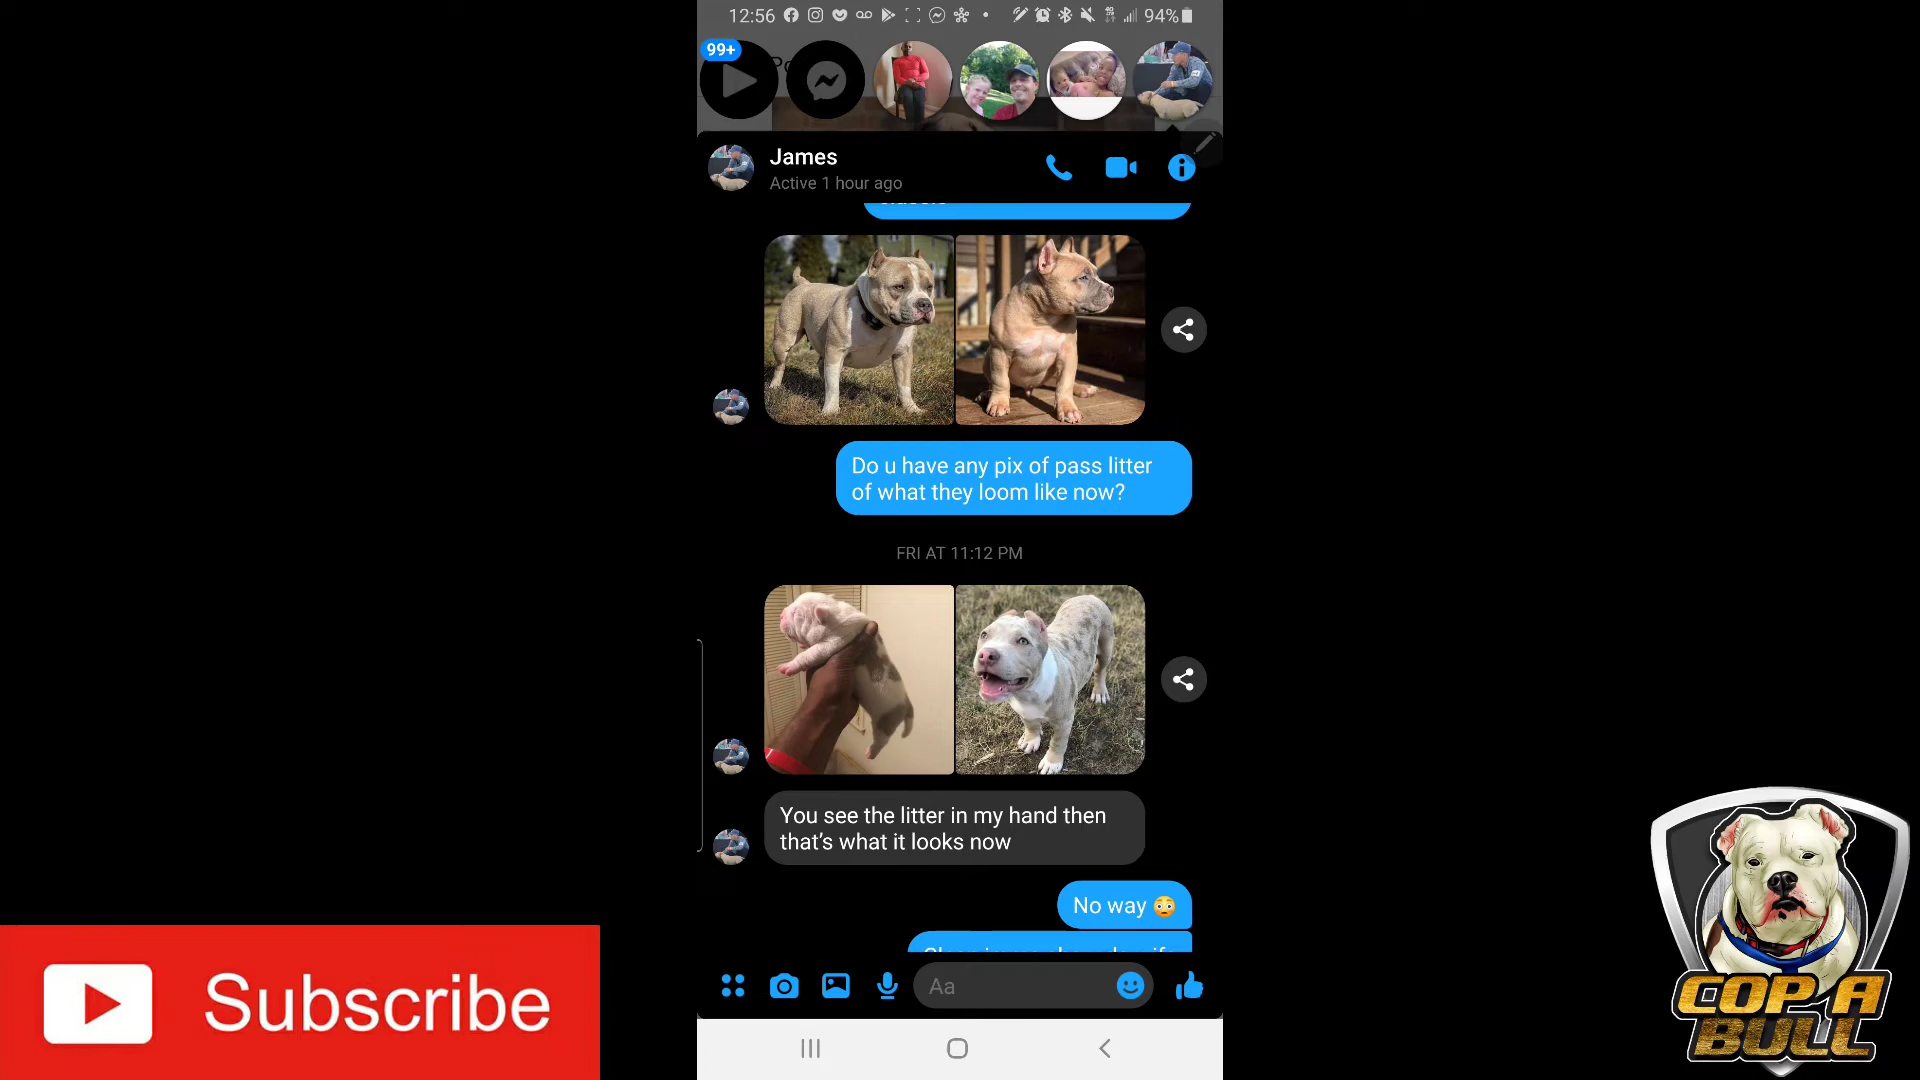 12:56
94%
99+
James
Active 1 hour ago
Do u have any pix of pass litter
of what they loom like now?
FRI AT 11:12 PM
You see the litter in my hand then
that's what it looks now
No way 😳
Aa
Subscribe
COP A
BULL